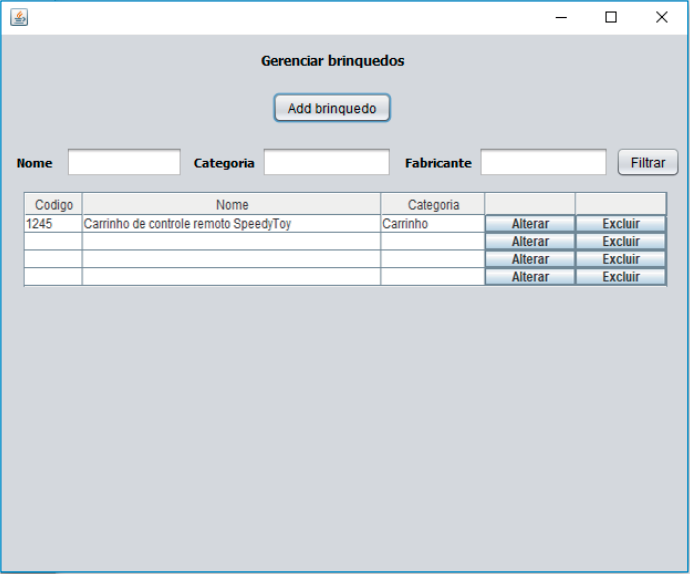 Gerenciar brinquedos
Add brinquedo
Nome Categoria Fabricante Filtrar
Codigo Nome Categoria
1245 Carrinho de controle remoto SpeedyToy Carrinho Alterar Excluir
Alterar Excluir
Alterar Excluir
Alterar Excluir